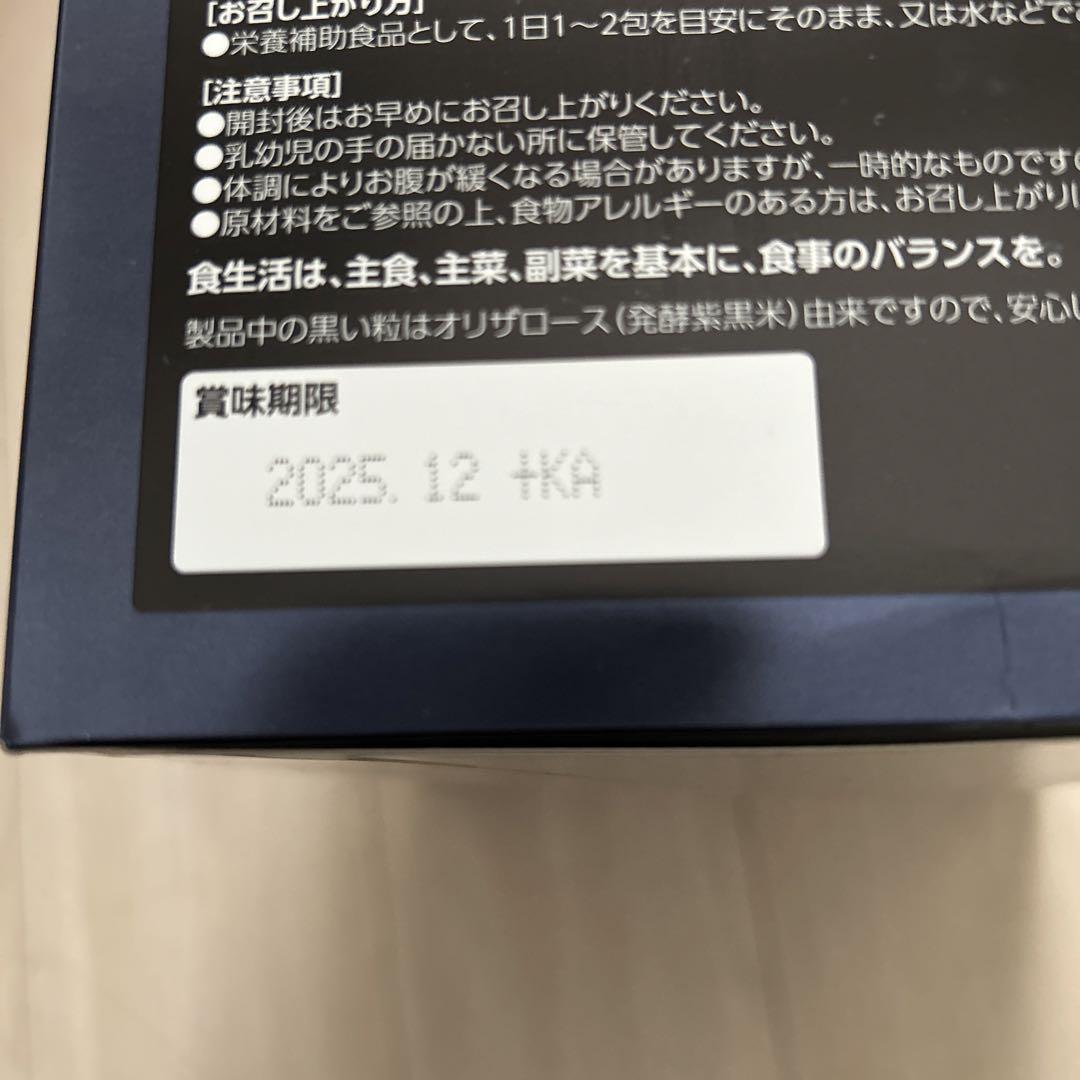 [お召し上がり方]
●栄養補助食品として、1日1〜2包を目安にそのまま、又は水などで
[注意事項]
●開封後はお早めにお召し上がりください。
●乳幼児の手の届かない所に保管してください。
●体調によりお腹が緩くなる場合がありますが、一時的なものです
●原材料をご参照の上、食物アレルギーのある方は、お召し上がり
食生活は、主食、主菜、副菜を基本に、食事のバランスを。
製品中の黒い粒はオリザロース(発酵紫黒米)由来ですので、安心
賞味期限
2025.12 +KA